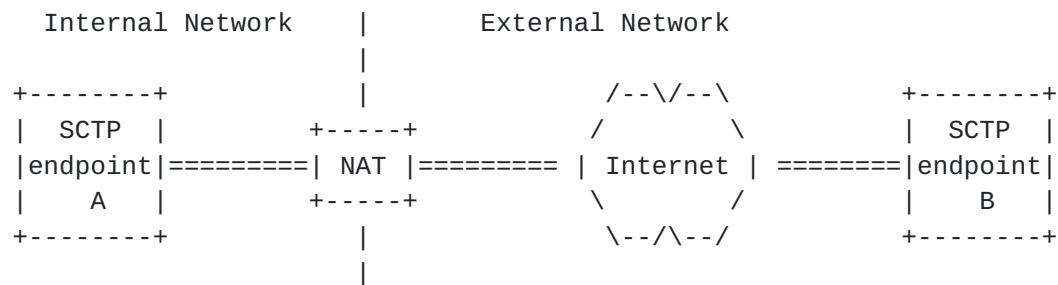 Internal Network | External Network
|
+--------+ | /--\/--\ +--------+
| SCTP | +-----+ / \ | SCTP |
|endpoint|=========| NAT |========= | Internet | ========|endpoint|
| A | +-----+ \ / | B |
+--------+ | \--/\--/ +--------+
|